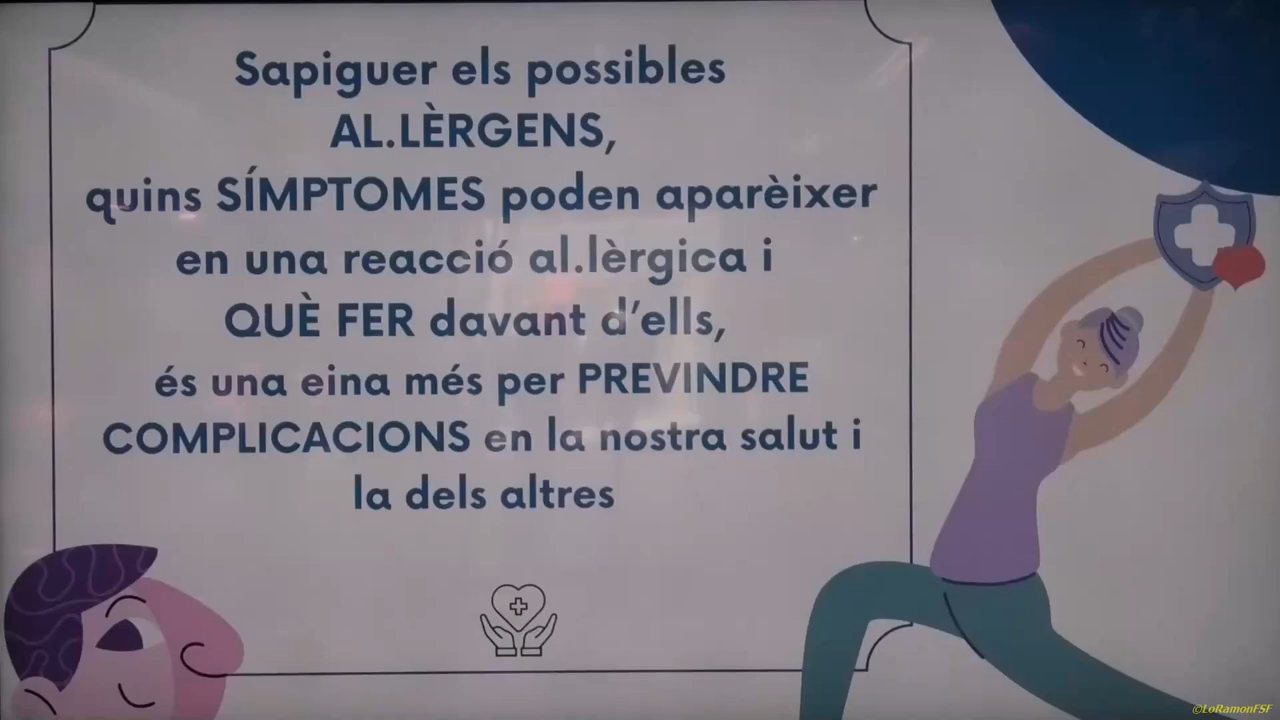 Sapiguer els possibles
AL.LÈRGENS,
quins SÍMPTOMES poden aparèixer
en una reacció al.lèrgica i
QUÈ FER davant d'ells,
és una eina més per PREVINDRE
COMPLICACIONS en la nostra salut i
la dels altres
©LoRamonFSF